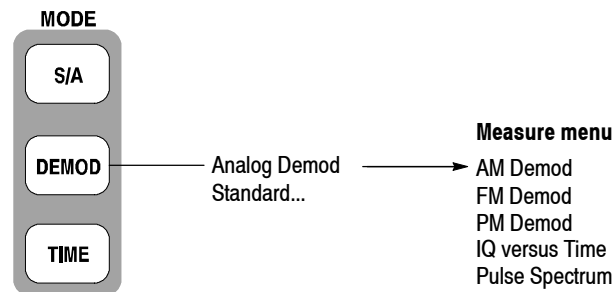 MODE
S/A
DEMOD
TIME
Analog Demod
Standard...
Measure menu
AM Demod
FM Demod
PM Demod
IQ versus Time
Pulse Spectrum